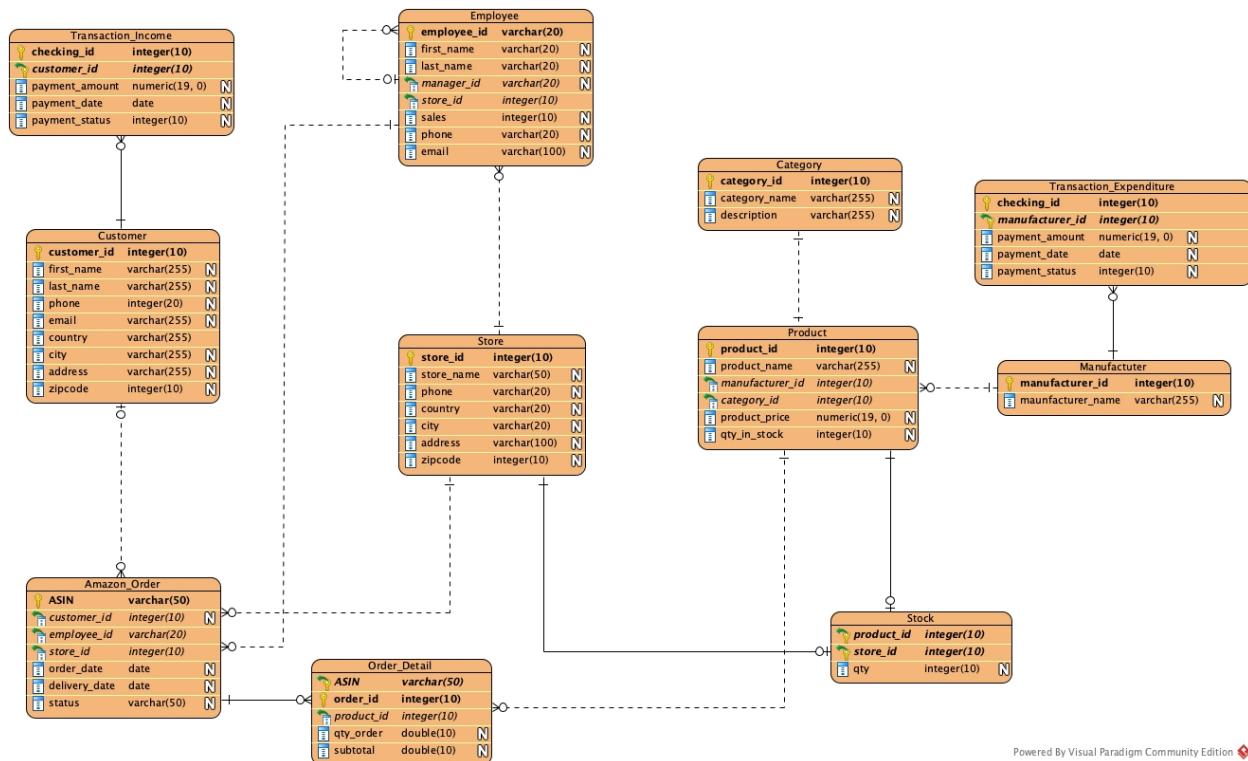 Transaction_Income
checking_id integer(10)
customer_id integer(10)
payment_amount numeric(19, 0) N
payment_date date N
payment_status integer(10) N
Employee
employee_id varchar(20)
first_name varchar(20) N
last_name varchar(20) N
manager_id varchar(20) N
store_id integer(10)
sales integer(10) N
phone varchar(20) N
email varchar(100) N
Category
category_id integer(10)
category_name varchar(255) N
description varchar(255) N
Transaction_Expenditure
checking_id integer(10)
manufacturer_id integer(10)
payment_amount numeric(19, 0) N
payment_date date N
payment_status integer(10) N
Customer
customer_id integer(10)
first_name varchar(255) N
last_name varchar(255) N
phone integer(20) N
email varchar(255) N
country varchar(255)
city varchar(255) N
address varchar(255) N
zipcode integer(10) N
Store
store_id integer(10)
store_name varchar(50) N
phone varchar(20) N
country varchar(20) N
city varchar(20) N
address varchar(100) N
zipcode integer(10) N
Product
product_id integer(10)
product_name varchar(255) N
manufacturer_id integer(10)
category_id integer(10)
product_price numeric(19, 0) N
qty_in_stock integer(10) N
Manufactuter
manufacturer_id integer(10)
maunfacturer_name varchar(255) N
Amazon_Order
ASIN varchar(50)
customer_id integer(10) N
employee_id varchar(20)
store_id integer(10)
order_date date N
delivery_date date N
status varchar(50) N
Order_Detail
ASIN varchar(50)
order_id integer(10)
product_id integer(10)
qty_order double(10) N
subtotal double(10) N
Stock
product_id integer(10)
store_id integer(10)
qty integer(10) N
Powered By Visual Paradigm Community Edition